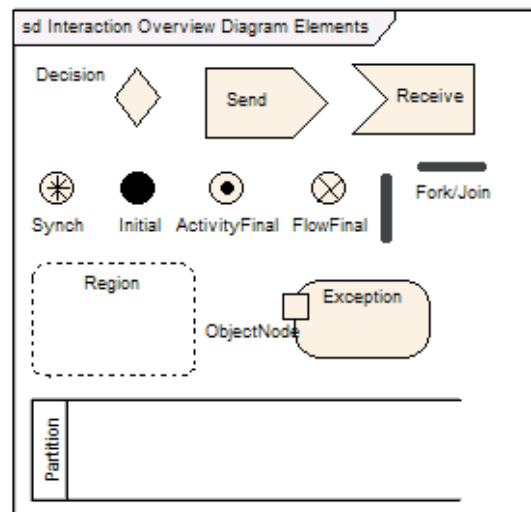 sd Interaction Overview Diagram Elements
Decision
Send
Receive
Synch
Initial
ActivityFinal
FlowFinal
Fork/Join
Region
Exception
ObjectNode
Partition